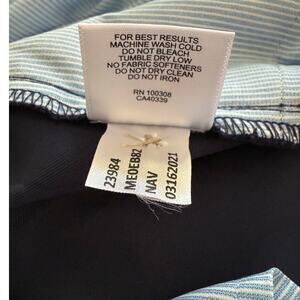 FOR BEST RESULTS
MACHINE WASH COLD
DO NOT BLEACH
TUMBLE DRY LOW
NO FABRIC SOFTENERS
DO NOT DRY CLEAN
DO NOT IRON
RN 100308
CA40339
23984
ME0EB82
NAV
03162021